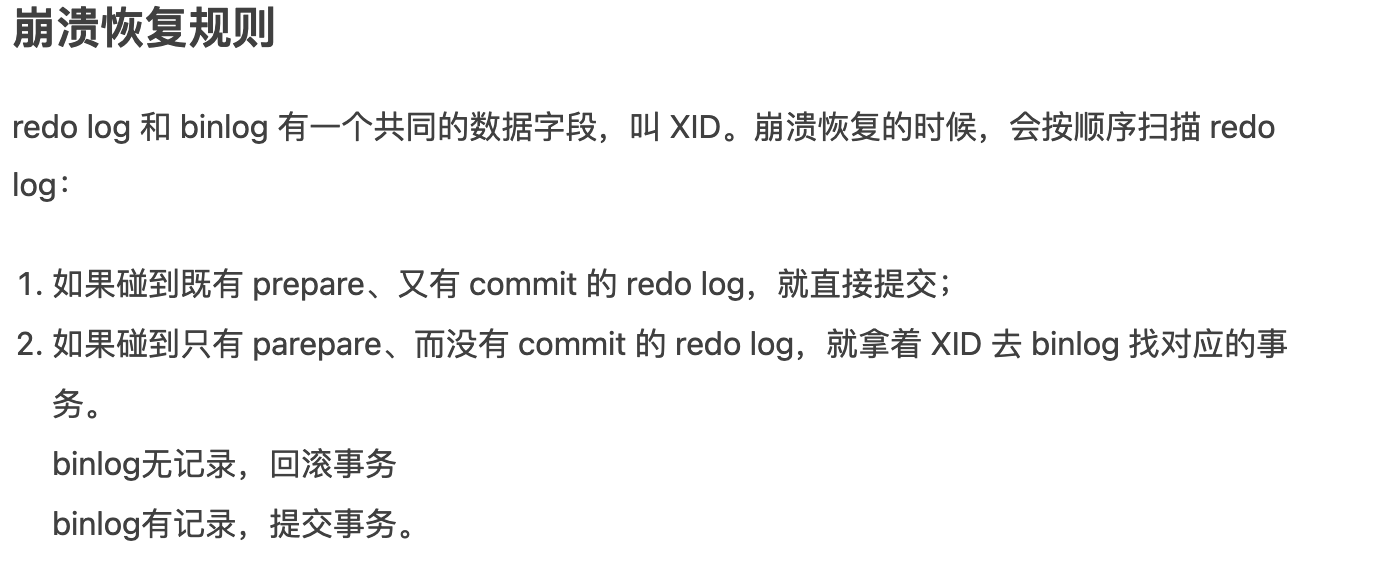 崩溃恢复规则
redo log 和 binlog 有一个共同的数据字段，叫 XID。崩溃恢复的时候，会按顺序扫描 redo
log：
1. 如果碰到既有 prepare、又有 commit 的 redo log，就直接提交；
2. 如果碰到只有 parepare、而没有 commit 的 redo log，就拿着 XID 去 binlog 找对应的事
务。
binlog无记录，回滚事务
binlog有记录，提交事务。